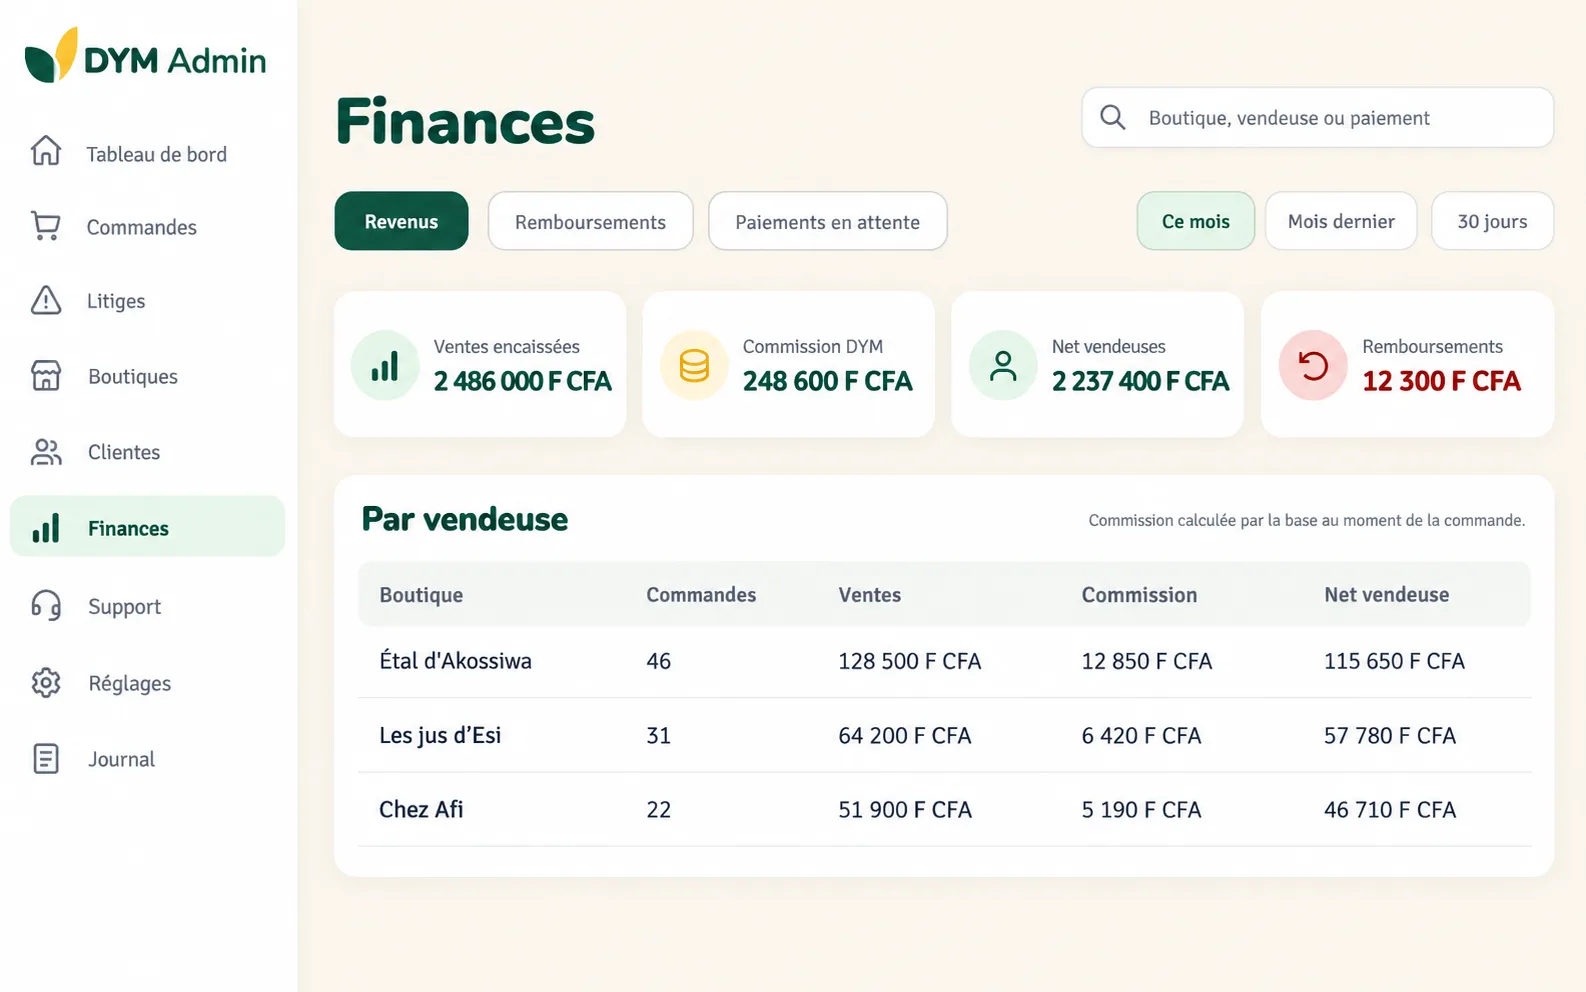 DYM Admin
Tableau de bord
Commandes
Litiges
Boutiques
Clientes
Finances
Support
Réglages
Journal
Finances
Boutique, vendeuse ou paiement
Revenus
Remboursements
Paiements en attente
Ce mois
Mois dernier
30 jours
Ventes encaissées
2 486 000 F CFA
Commission DYM
248 600 F CFA
Net vendeuses
2 237 400 F CFA
Remboursements
12 300 F CFA
Par vendeuse
Commission calculée par la base au moment de la commande.
Boutique Commandes Ventes Commission Net vendeuse
Étal d'Akossiwa 46 128 500 F CFA 12 850 F CFA 115 650 F CFA
Les jus d’Esi 31 64 200 F CFA 6 420 F CFA 57 780 F CFA
Chez Afi 22 51 900 F CFA 5 190 F CFA 46 710 F CFA